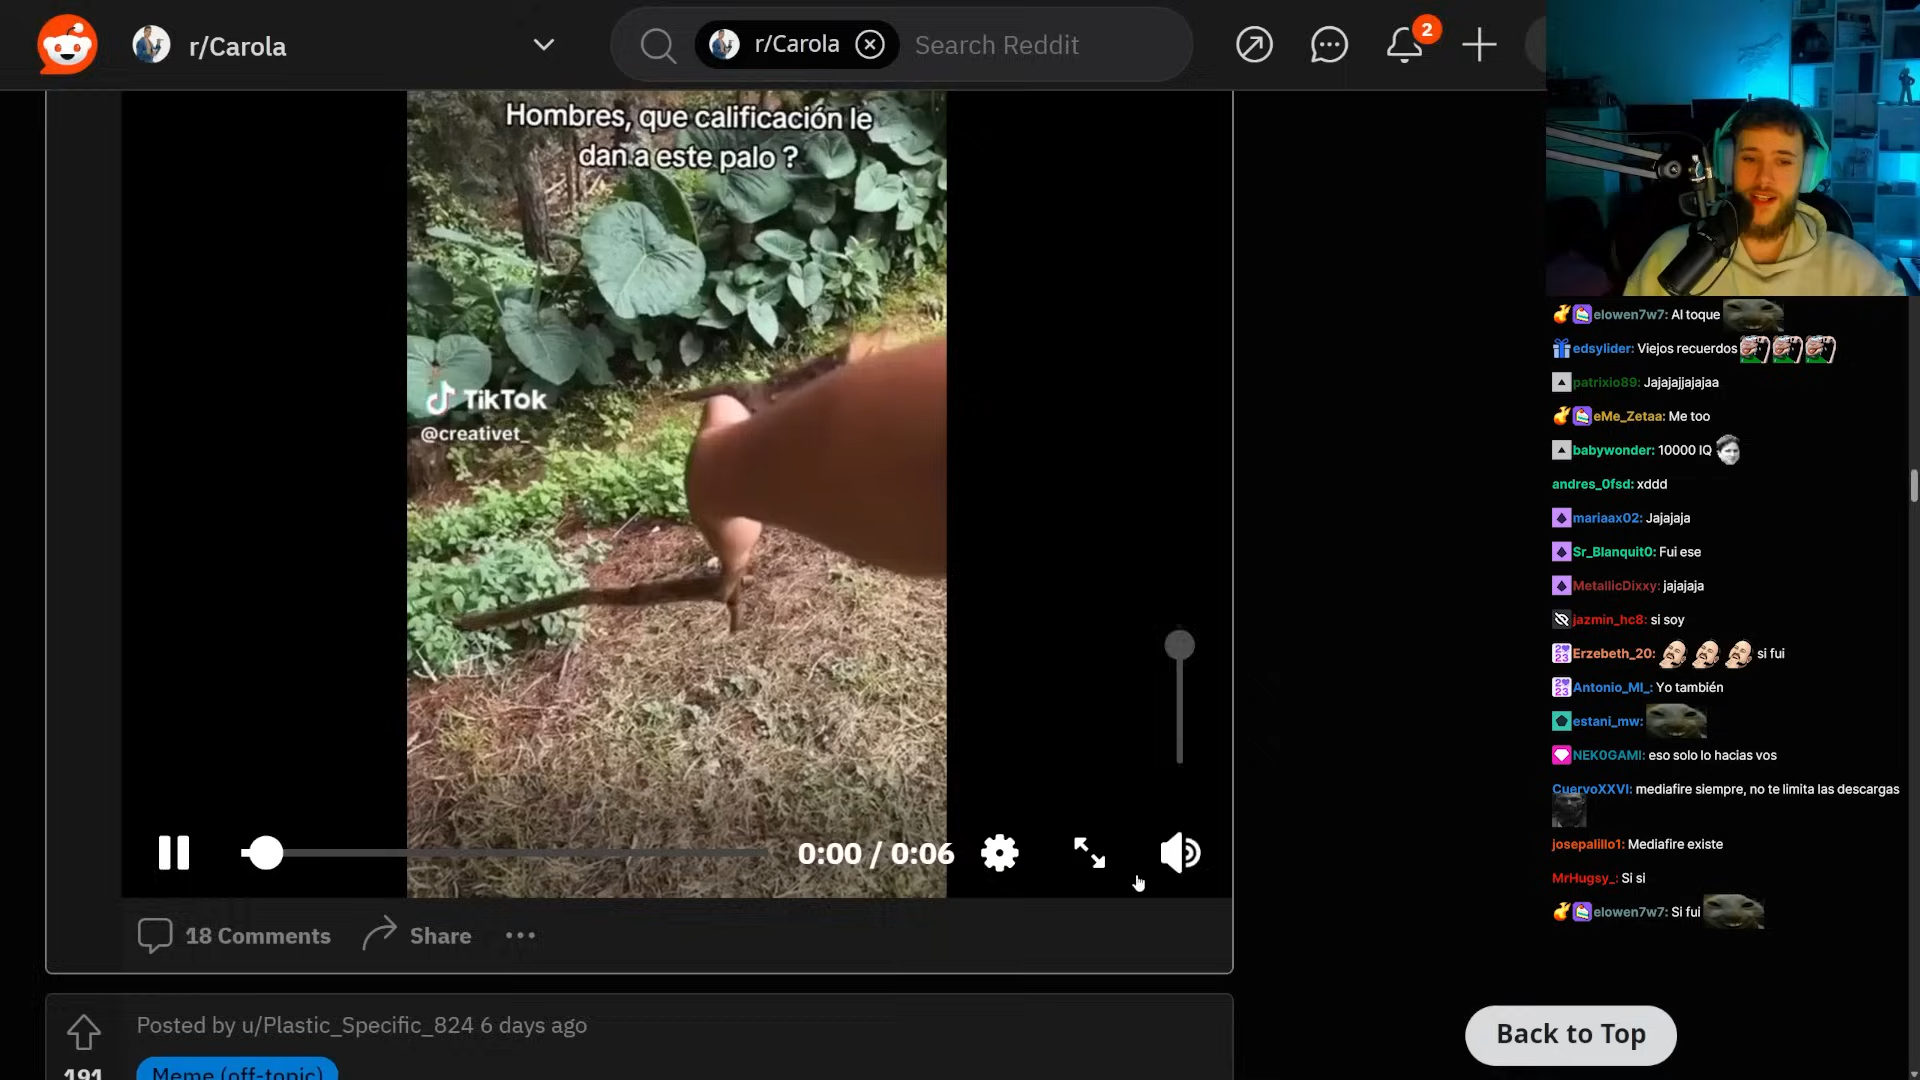 r/Carola
r/Carola
Search Reddit
2
Hombres, que calificación le
dan a este palo ?
TikTok
@creativet_
0:00 / 0:06
18 Comments
Share
Posted by u/Plastic_Specific_824 6 days ago
191
Meme (off-topic)
Back to Top
elowen7w7: Al toque
edsylider: Viejos recuerdos
patrixio89: Jajajajjajajaa
eMe_Zetaa: Me too
babywonder: 10000 IQ
andres_0fsd: xddd
mariaax02: Jajajaja
Sr_Blanquit0: Fui ese
MetallicDixxy: jajajaja
jazmin_hc8: si soy
Erzebeth_20: si fui
Antonio_MI_: Yo también
estani_mw:
NEK0GAMI: eso solo lo hacias vos
CuervoXXVI: mediafire siempre, no te limita las descargas
josepalillo1: Mediafire existe
MrHugsy_: Si si
elowen7w7: Si fui